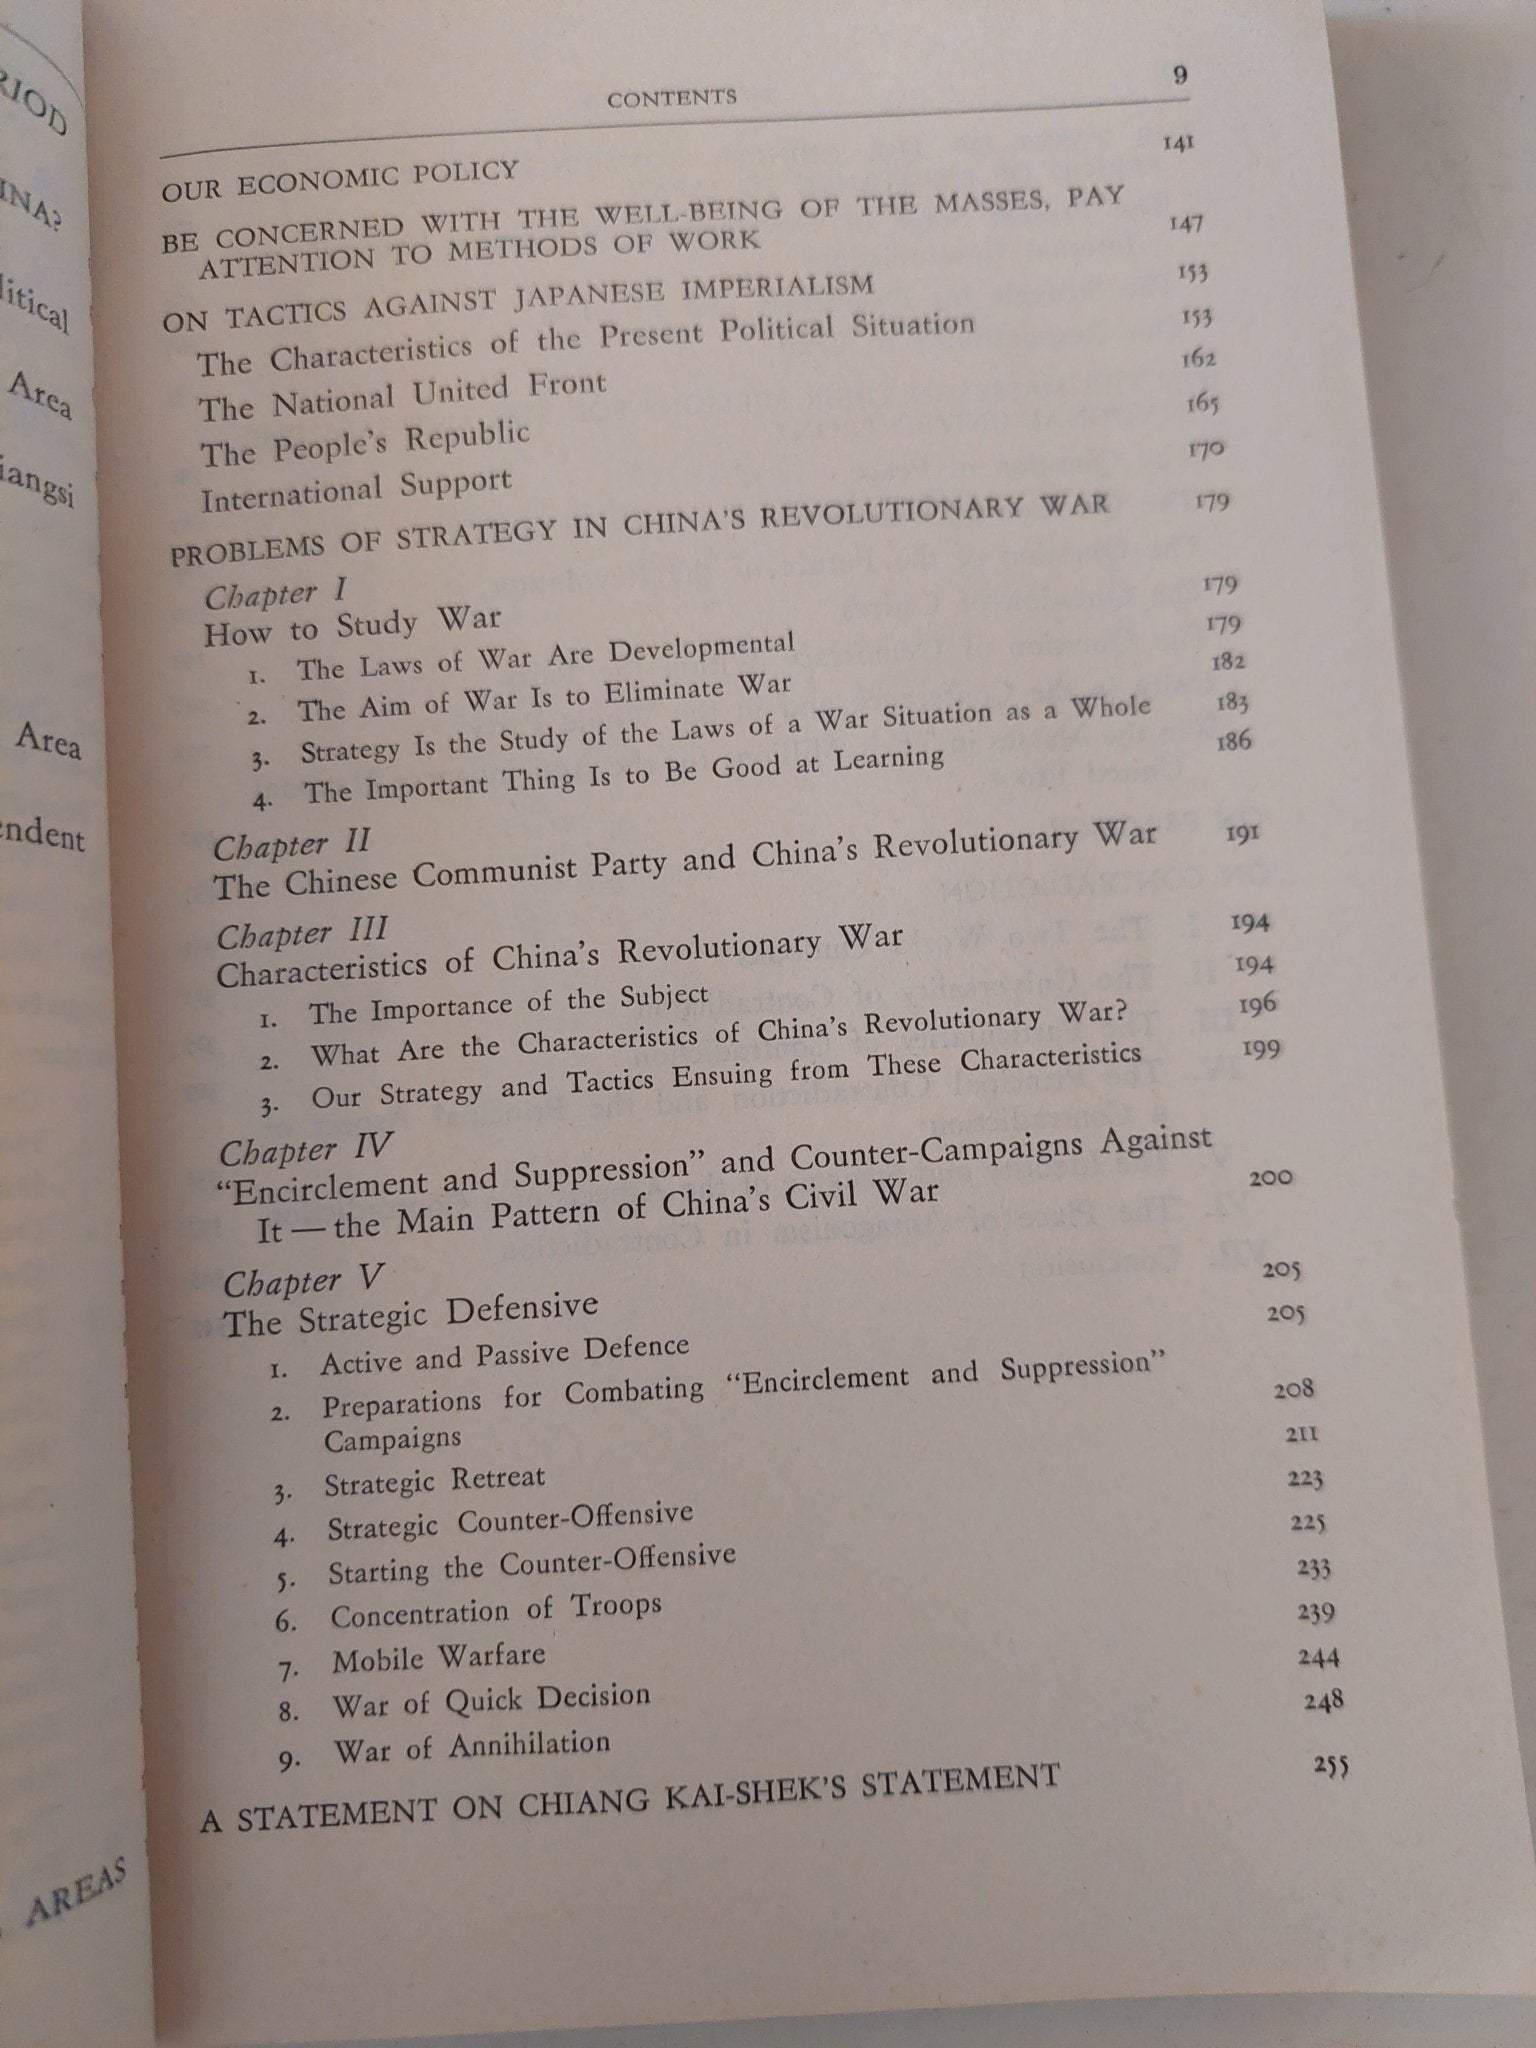 RIOD
INA?
litical
Area
iangsi
Area
endent
AREAS
CONTENTS 9
OUR ECONOMIC POLICY 141
BE CONCERNED WITH THE WELL-BEING OF THE MASSES, PAY
ATTENTION TO METHODS OF WORK 147
ON TACTICS AGAINST JAPANESE IMPERIALISM 153
The Characteristics of the Present Political Situation 153
The National United Front 162
The People's Republic 165
International Support 170
PROBLEMS OF STRATEGY IN CHINA'S REVOLUTIONARY WAR 179
Chapter I
How to Study War 179
1. The Laws of War Are Developmental 179
2. The Aim of War Is to Eliminate War 182
3. Strategy Is the Study of the Laws of a War Situation as a Whole 183
4. The Important Thing Is to Be Good at Learning 186
Chapter II
The Chinese Communist Party and China's Revolutionary War 191
Chapter III
Characteristics of China's Revolutionary War 194
1. The Importance of the Subject 194
2. What Are the Characteristics of China's Revolutionary War? 196
3. Our Strategy and Tactics Ensuing from These Characteristics 199
Chapter IV
"Encirclement and Suppression" and Counter-Campaigns Against
It — the Main Pattern of China's Civil War 200
Chapter V
The Strategic Defensive 205
1. Active and Passive Defence 205
2. Preparations for Combating "Encirclement and Suppression"
Campaigns 208
3. Strategic Retreat 211
4. Strategic Counter-Offensive 223
5. Starting the Counter-Offensive 225
6. Concentration of Troops 233
7. Mobile Warfare 239
8. War of Quick Decision 244
9. War of Annihilation 248
A STATEMENT ON CHIANG KAI-SHEK'S STATEMENT 255